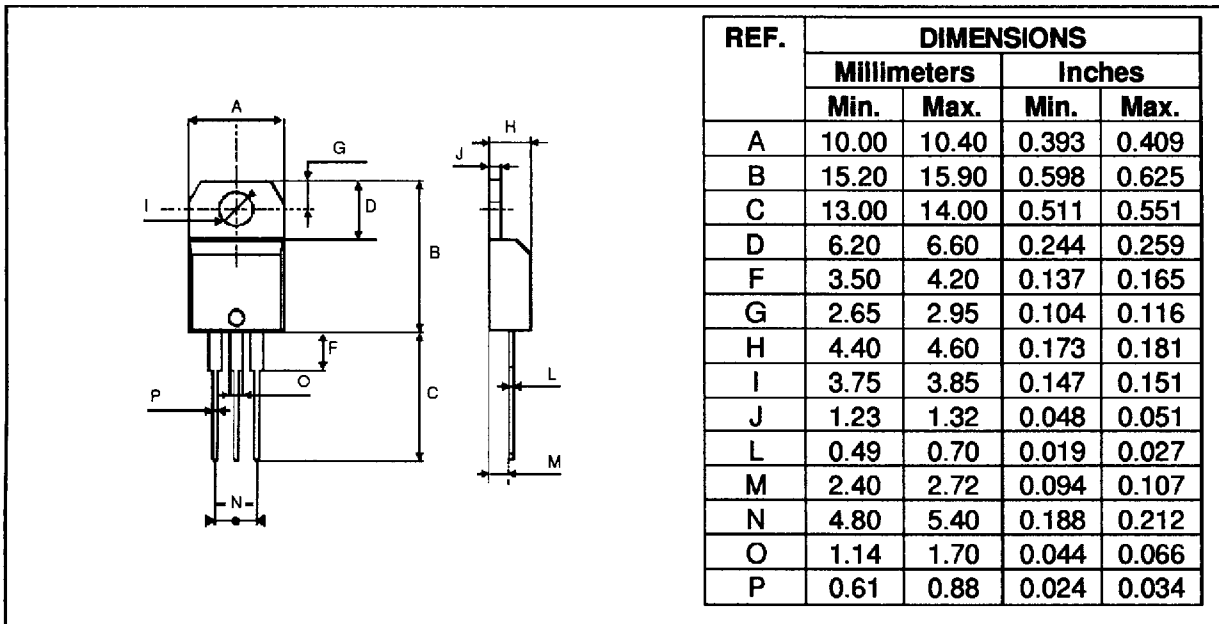 A
H
G
J
I
D
B
F
O
C
L
P
M
N
REF. DIMENSIONS
Millimeters Inches
Min. Max. Min. Max.
A 10.00 10.40 0.393 0.409
B 15.20 15.90 0.598 0.625
C 13.00 14.00 0.511 0.551
D 6.20 6.60 0.244 0.259
F 3.50 4.20 0.137 0.165
G 2.65 2.95 0.104 0.116
H 4.40 4.60 0.173 0.181
I 3.75 3.85 0.147 0.151
J 1.23 1.32 0.048 0.051
L 0.49 0.70 0.019 0.027
M 2.40 2.72 0.094 0.107
N 4.80 5.40 0.188 0.212
O 1.14 1.70 0.044 0.066
P 0.61 0.88 0.024 0.034